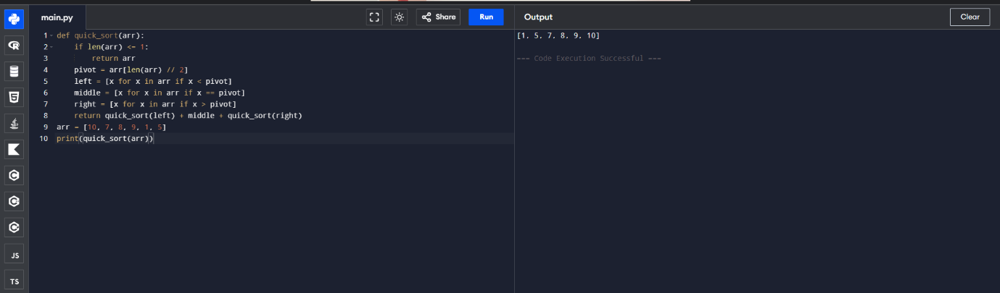 main.py
Share
Run
Output
Clear
1 def quick_sort(arr):
2     if len(arr) <= 1:
3         return arr
4     pivot = arr[len(arr) // 2]
5     left = [x for x in arr if x < pivot]
6     middle = [x for x in arr if x == pivot]
7     right = [x for x in arr if x > pivot]
8     return quick_sort(left) + middle + quick_sort(right)
9 arr = [10, 7, 8, 9, 1, 5]
10 print(quick_sort(arr))
[1, 5, 7, 8, 9, 10]
=== Code Execution Successful ===
R
5
C
C
C
JS
TS